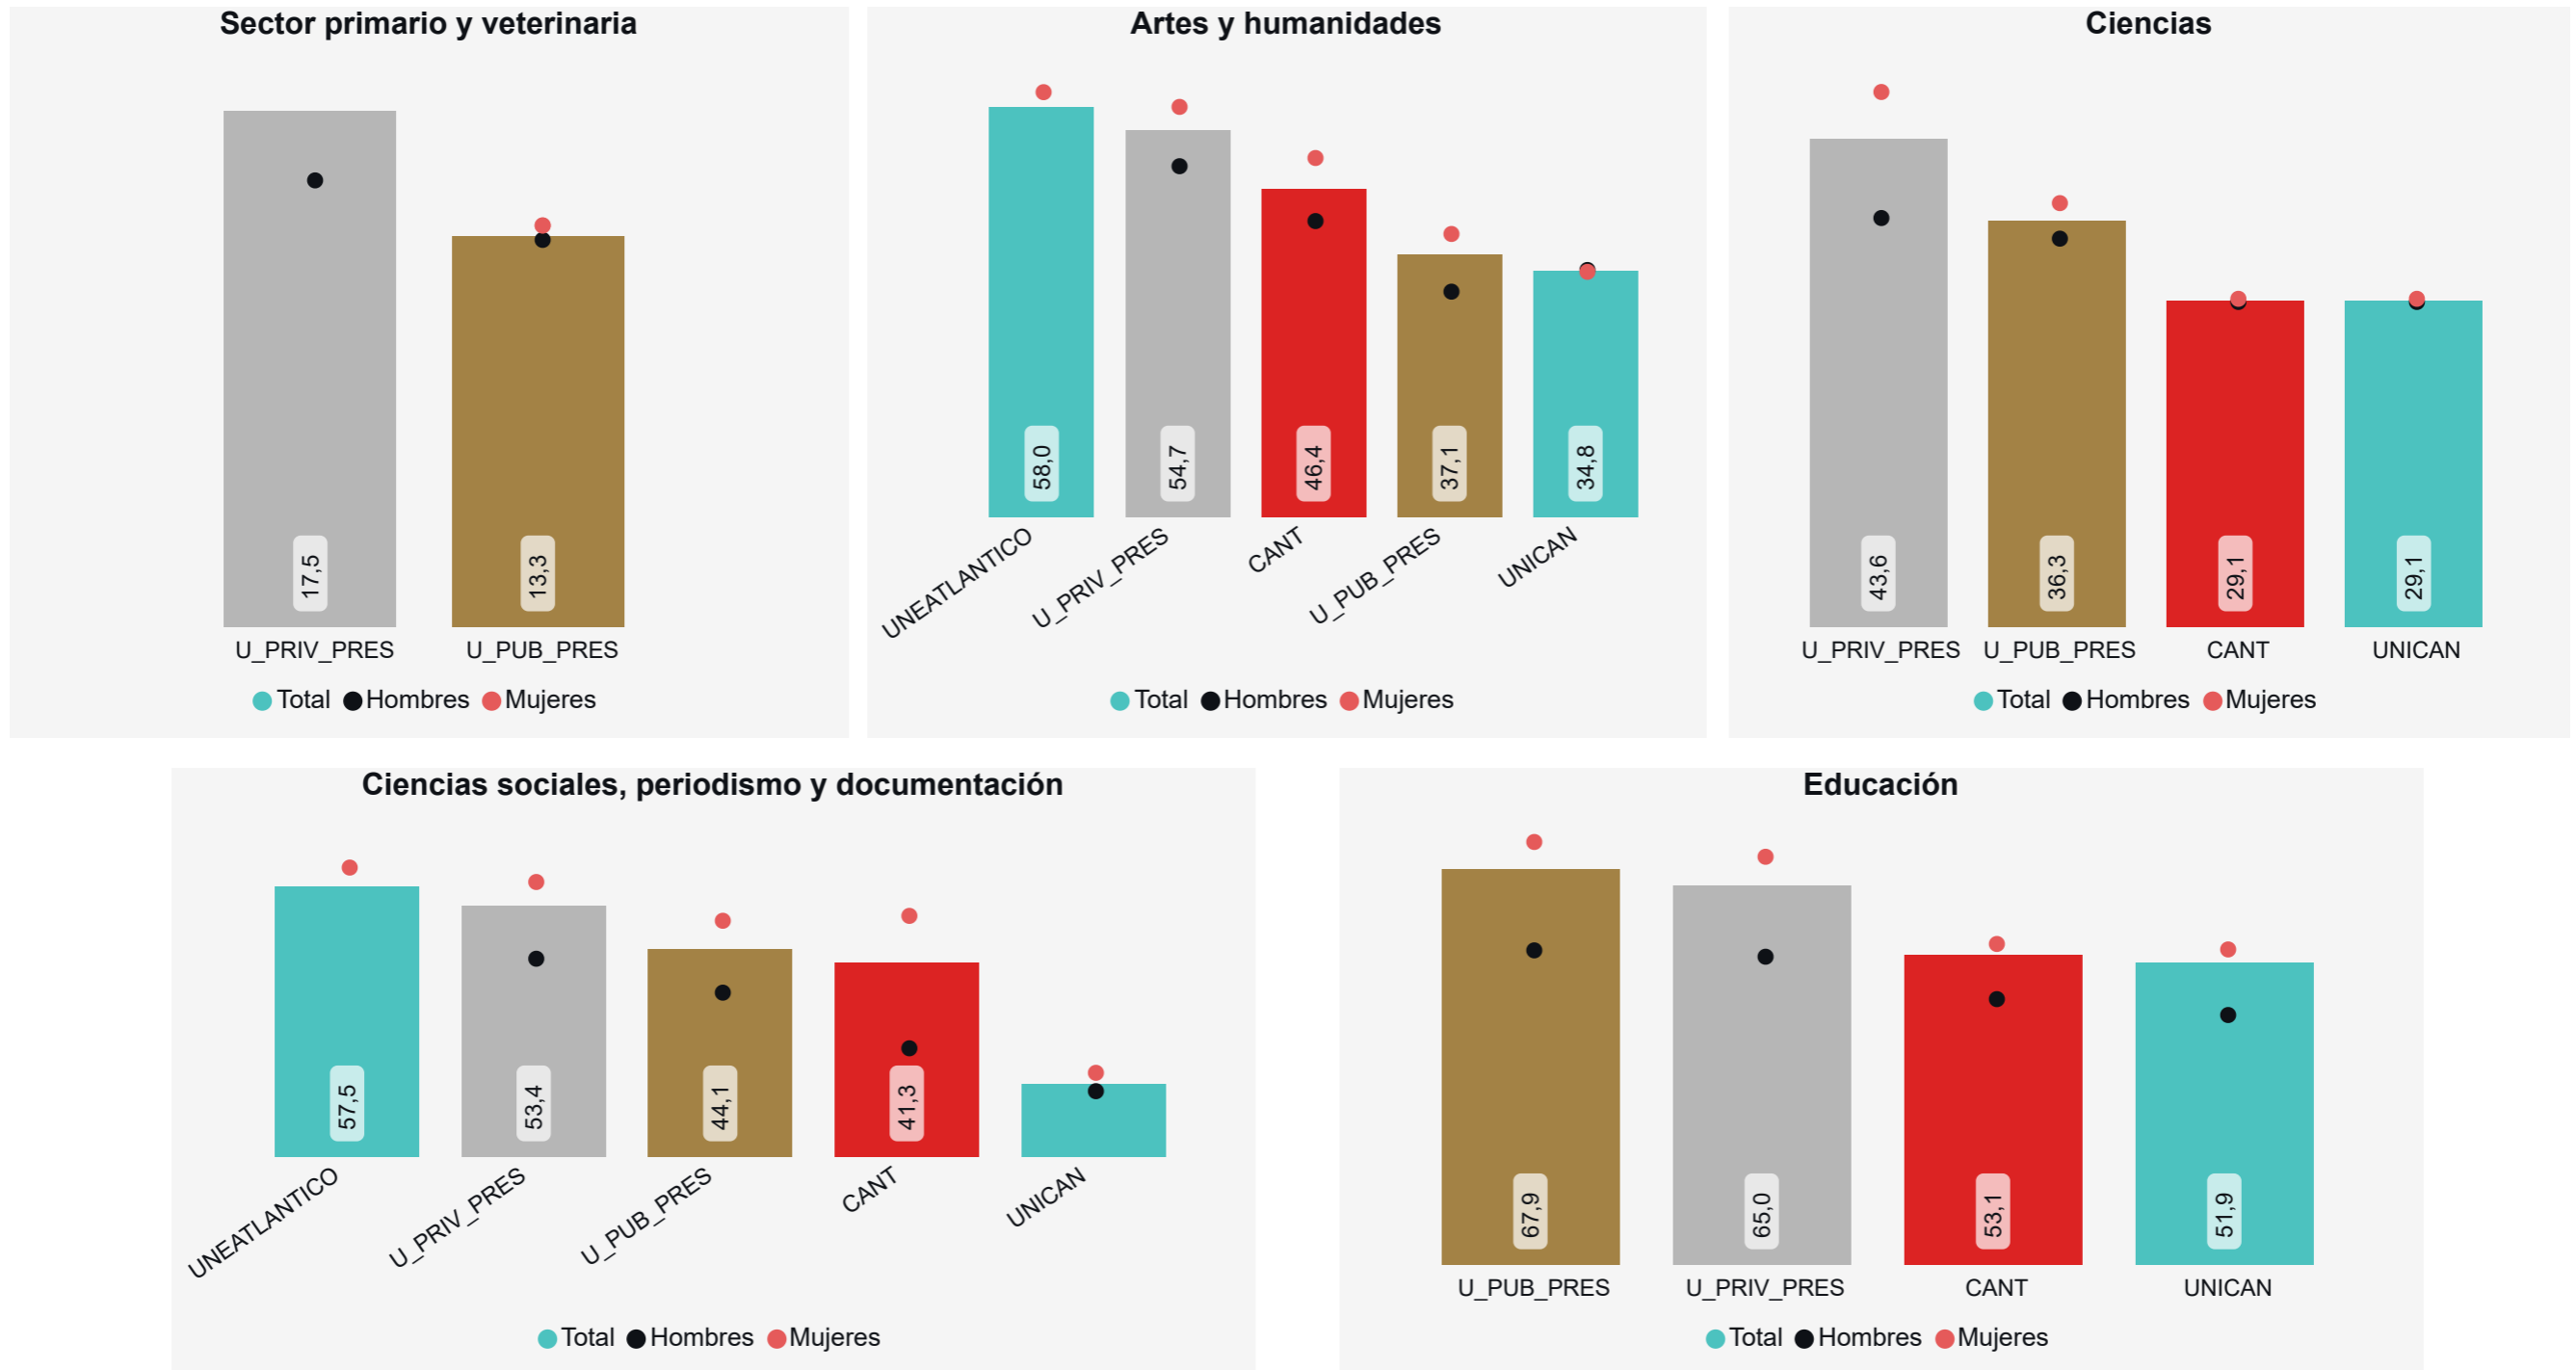 Sector primario y veterinaria
17,5
13,3
U_PRIV_PRES
U_PUB_PRES
Total
Hombres
Mujeres
Artes y humanidades
58,0
54,7
46,4
37,1
34,8
UNEATLANTICO
U_PRIV_PRES
CANT
U_PUB_PRES
UNICAN
Total
Hombres
Mujeres
Ciencias
43,6
36,3
29,1
29,1
U_PRIV_PRES
U_PUB_PRES
CANT
UNICAN
Total
Hombres
Mujeres
Ciencias sociales, periodismo y documentación
57,5
53,4
44,1
41,3
UNEATLANTICO
U_PRIV_PRES
U_PUB_PRES
CANT
UNICAN
Total
Hombres
Mujeres
Educación
67,9
65,0
53,1
51,9
U_PUB_PRES
U_PRIV_PRES
CANT
UNICAN
Total
Hombres
Mujeres